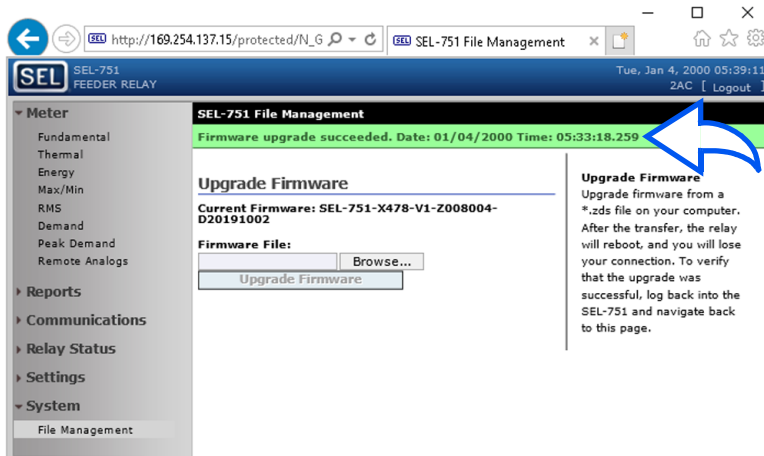 http://169.254.137.15/protected/N_G
SEL SEL-751 File Management
SEL SEL-751
FEEDER RELAY
Tue, Jan 4, 2000 05:39:11
2AC [ Logout ]
Meter
Fundamental
Thermal
Energy
Max/Min
RMS
Demand
Peak Demand
Remote Analogs
Reports
Communications
Relay Status
Settings
System
File Management
SEL-751 File Management
Firmware upgrade succeeded. Date: 01/04/2000 Time: 05:33:18.259
Upgrade Firmware
Current Firmware: SEL-751-X478-V1-Z008004-
D20191002
Firmware File:
Browse...
Upgrade Firmware
Upgrade Firmware
Upgrade firmware from a
*.zds file on your computer.
After the transfer, the relay
will reboot, and you will lose
your connection. To verify
that the upgrade was
successful, log back into the
SEL-751 and navigate back
to this page.